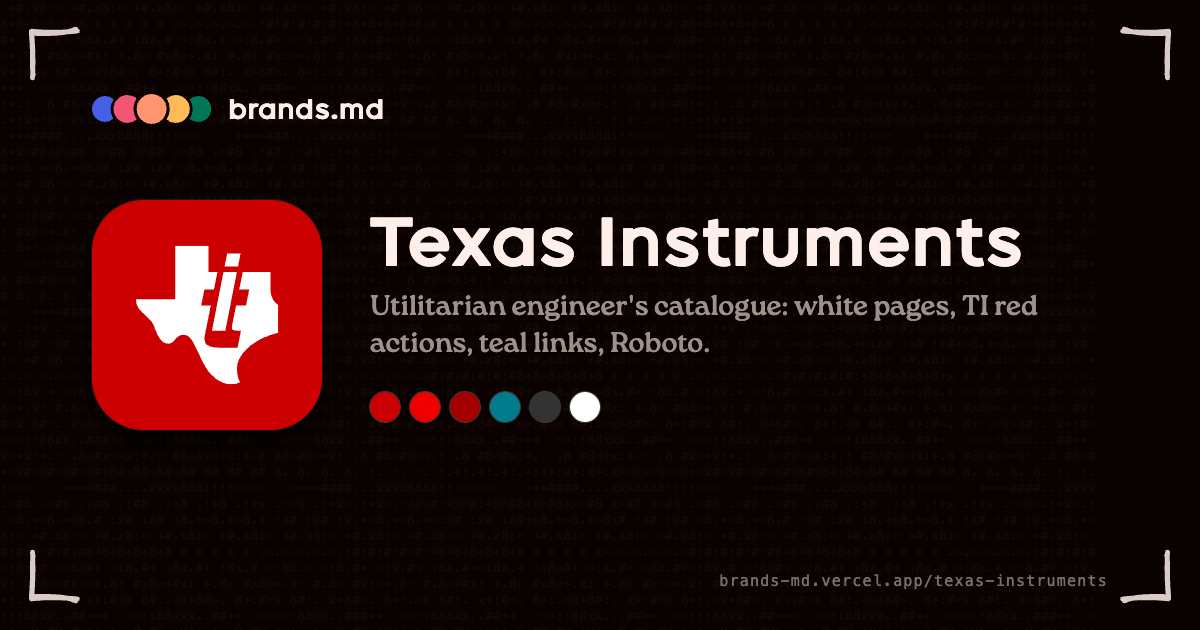 brands.md
Texas Instruments
Utilitarian engineer's catalogue: white pages, TI red
actions, teal links, Roboto.
brands-md.vercel.app/texas-instruments